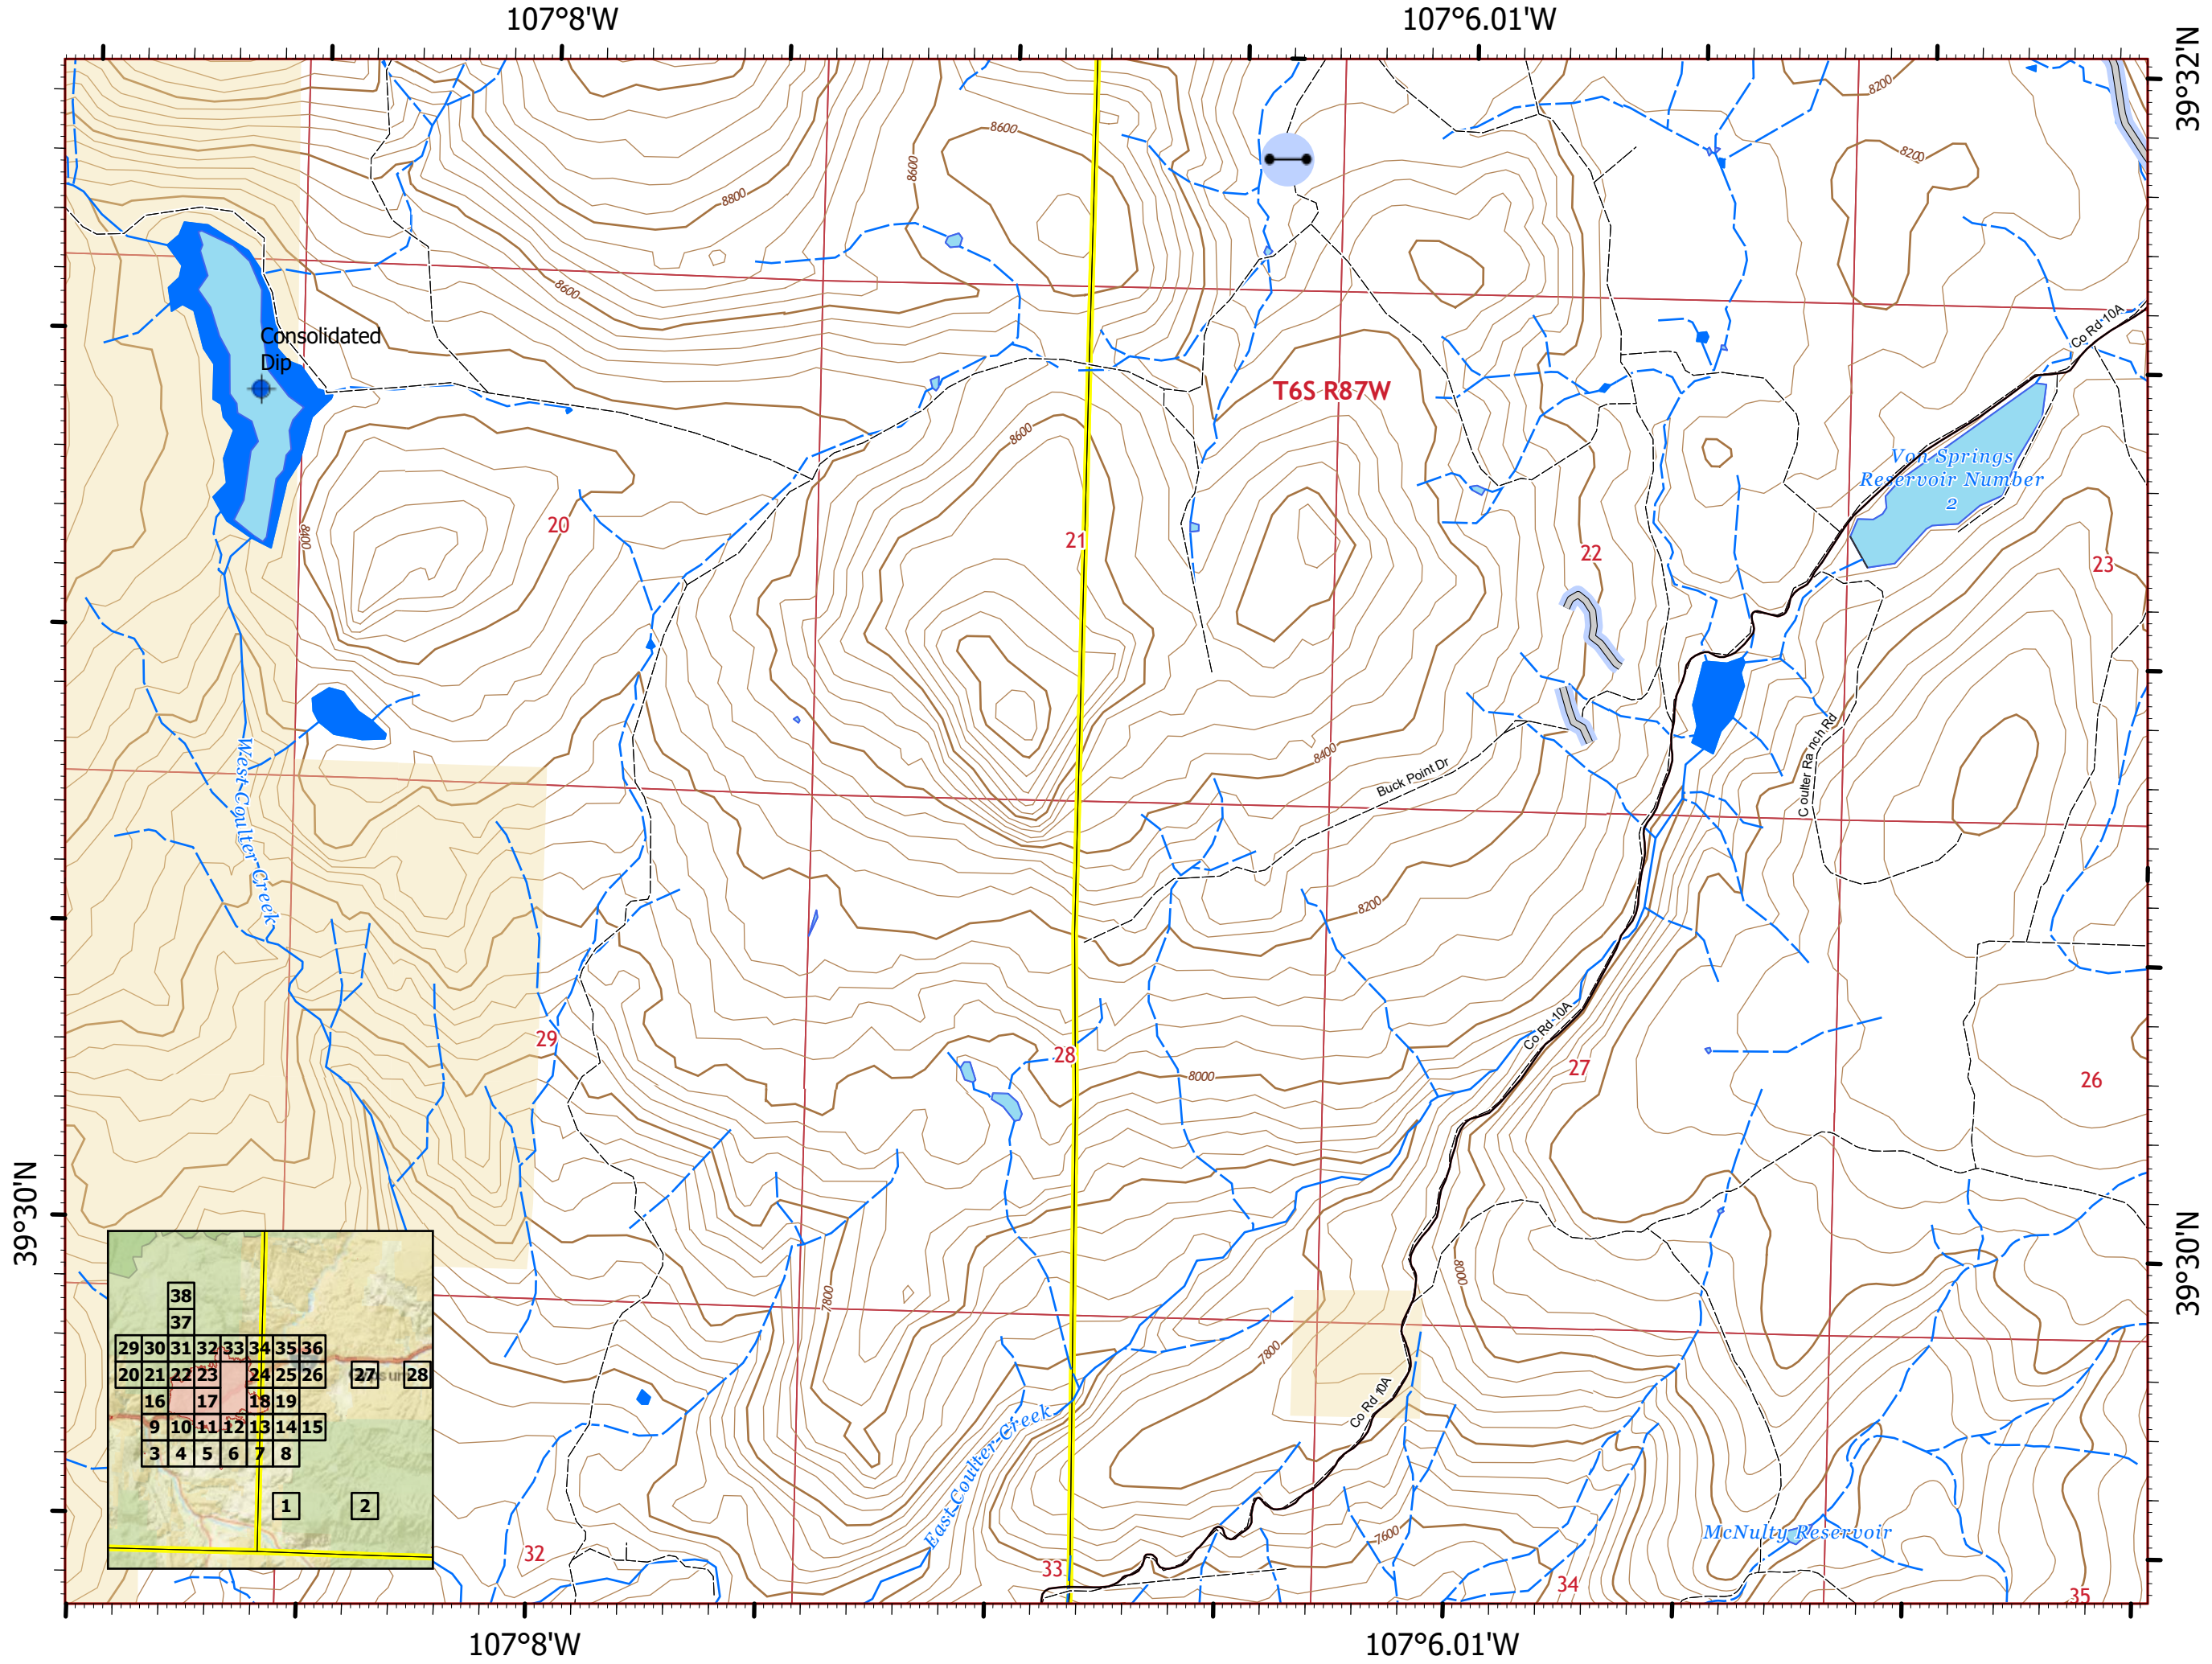 107°8'W
107°6.01'W
39°32'N
8200
8600
8600
8200
8800
8600
Co Rd 10A
Consolidated
Dip
T6S R87W
8600
Von Springs
Reservoir Number
2
20
8400
21
22
23
8400
Buck Point Dr
Coulter Ranch Rd
West Coulter Creek
8200
Co Rd 10A
29
28
8000
27
26
39°30'N
39°30'N
8000
7800
7800
Co Rd 10A
East Coulter Creek
7600
McNulty Reservoir
32
33
34
35
38
37
29 30 31 32 33 34 35 36
20 21 22 23 24 25 26 27 28
16 17 18 19
9 10 11 12 13 14 15
3 4 5 6 7 8
1 2
107°8'W
107°6.01'W